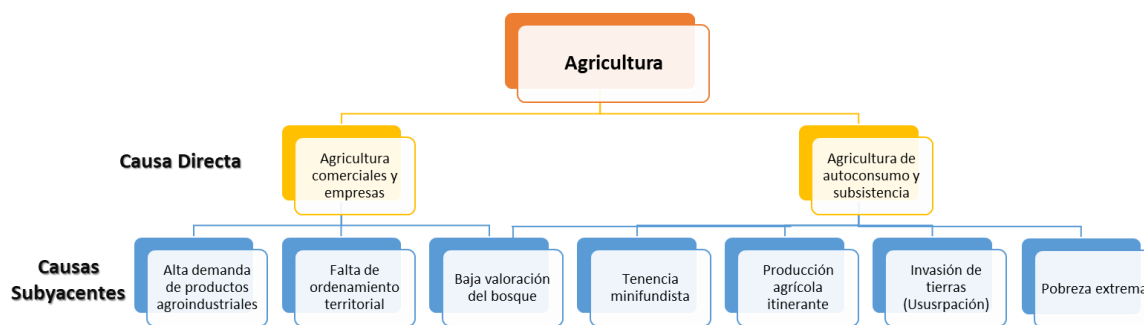 Agricultura
Causa Directa
Agricultura
comerciales y
empresas
Agricultura de
autoconsumo y
subsistencia
Causas
Subyacentes
Alta demanda
de productos
agroindustriales
Falta de
ordenamiento
territorial
Baja valoración
del bosque
Tenencia
minifundista
Producción
agrícola
itinerante
Invasión de
tierras
(Ususrpación)
Pobreza extrema